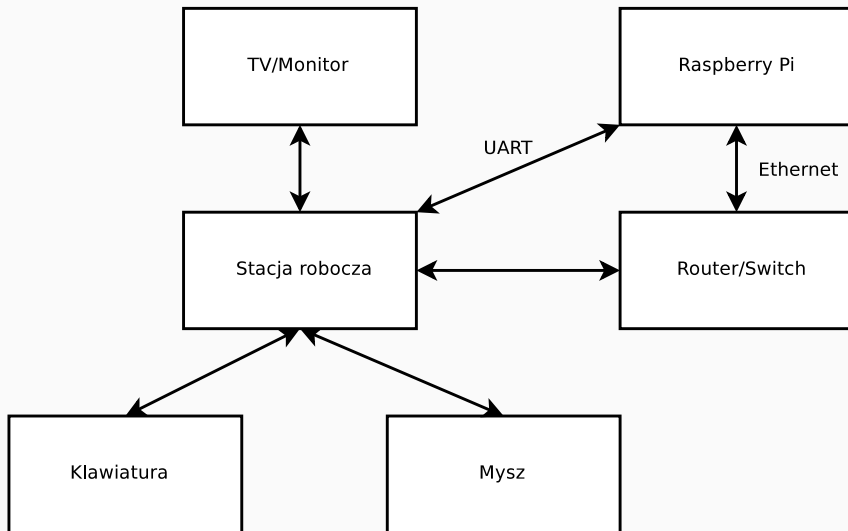 TV/Monitor
Raspberry Pi
UART
Ethernet
Stacja robocza
Router/Switch
Klawiatura
Mysz